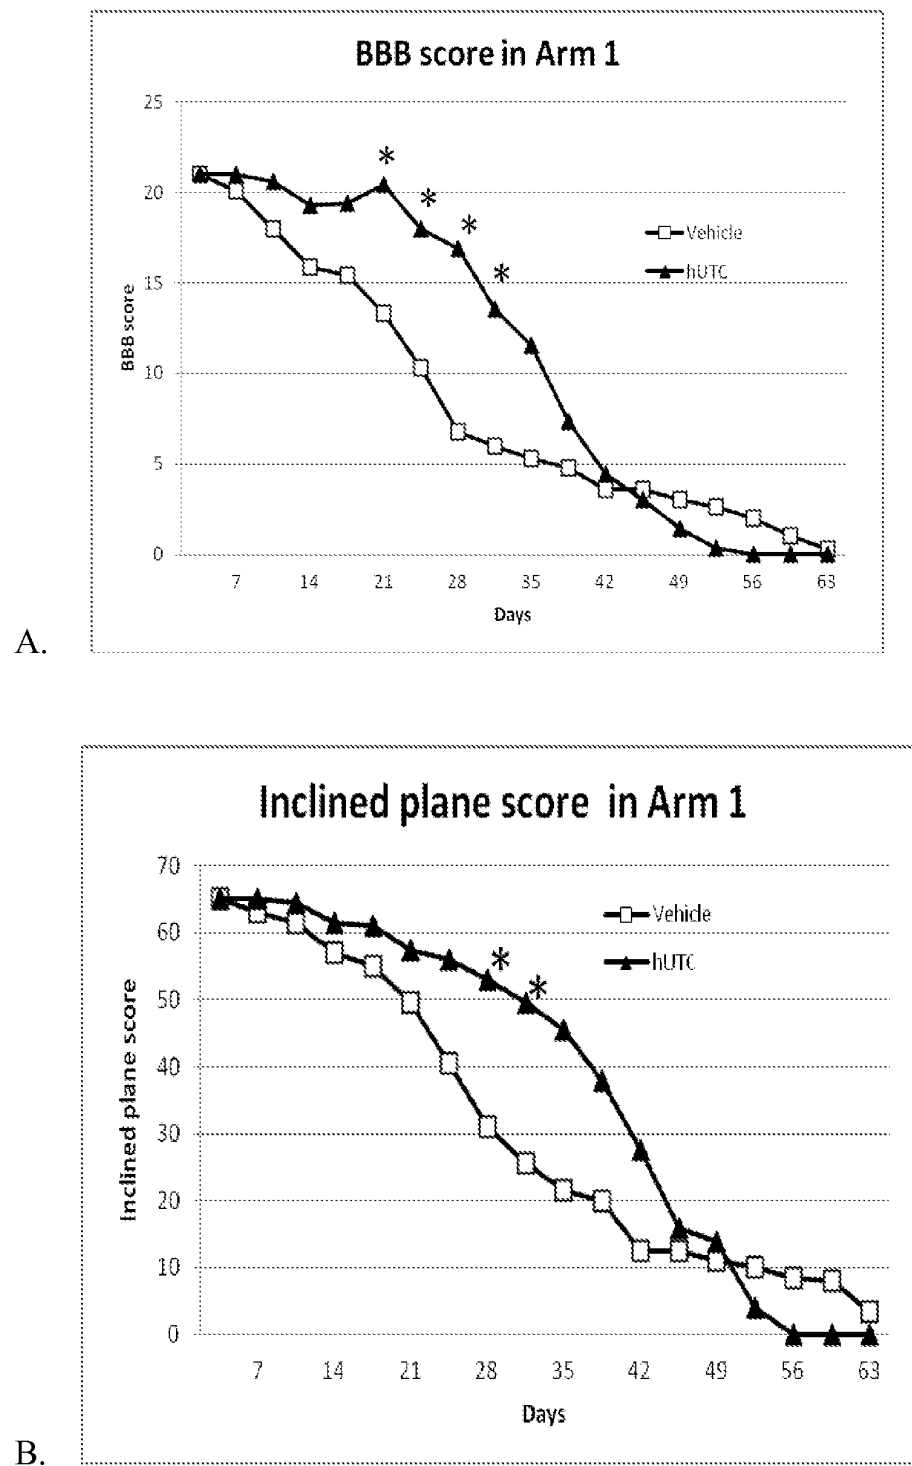 BBB score in Arm 1
25
20
15
10
5
0
BBB score
*
*
*
*
Vehicle
hUTC
7 14 21 28 35 42 49 56 63
Days
A.
Inclined plane score in Arm 1
70
60
50
40
30
20
10
0
Inclined plane score
*
*
Vehicle
hUTC
7 14 21 28 35 42 49 56 63
Days
B.